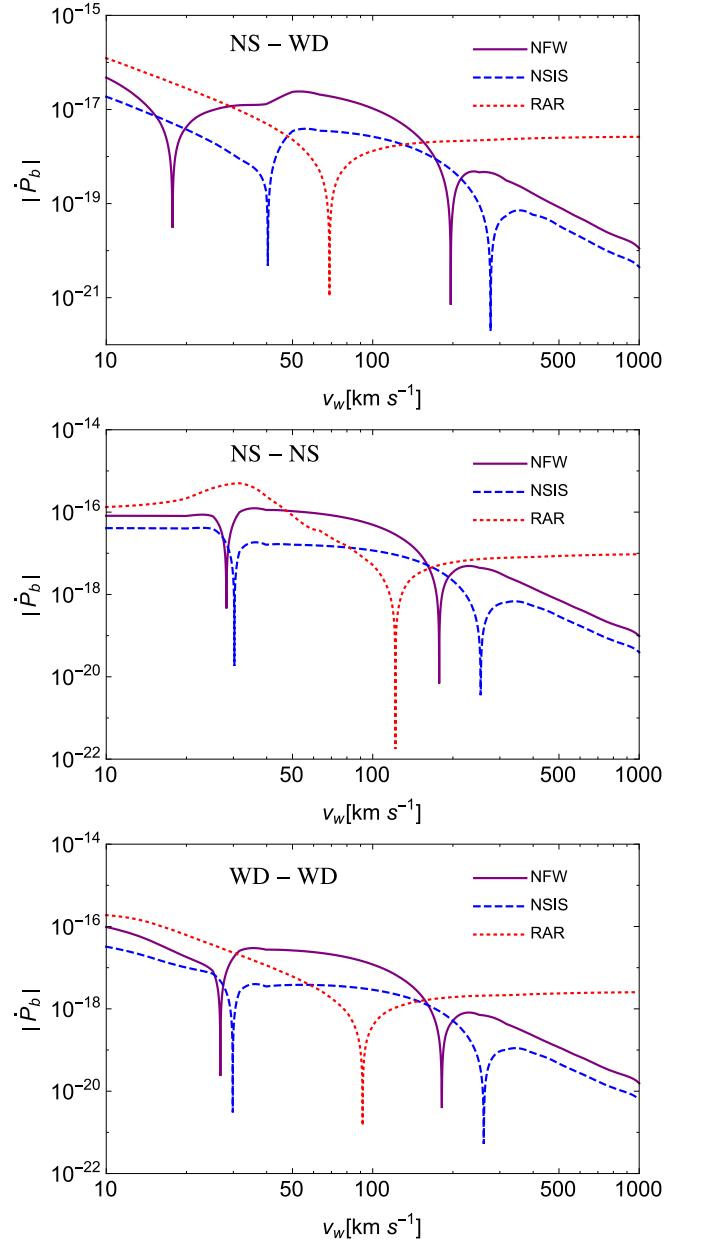 10⁻¹⁵
NS – WD
NFW
NSIS
RAR
10⁻¹⁷
|Ṗ_b|
10⁻¹⁹
10⁻²¹
10 50 100 500 1000
v_w[km s⁻¹]
10⁻¹⁴
NS – NS
NFW
NSIS
RAR
10⁻¹⁶
|Ṗ_b|
10⁻¹⁸
10⁻²⁰
10⁻²²
10 50 100 500 1000
v_w[km s⁻¹]
10⁻¹⁴
WD – WD
NFW
NSIS
RAR
10⁻¹⁶
|Ṗ_b|
10⁻¹⁸
10⁻²⁰
10⁻²²
10 50 100 500 1000
v_w[km s⁻¹]